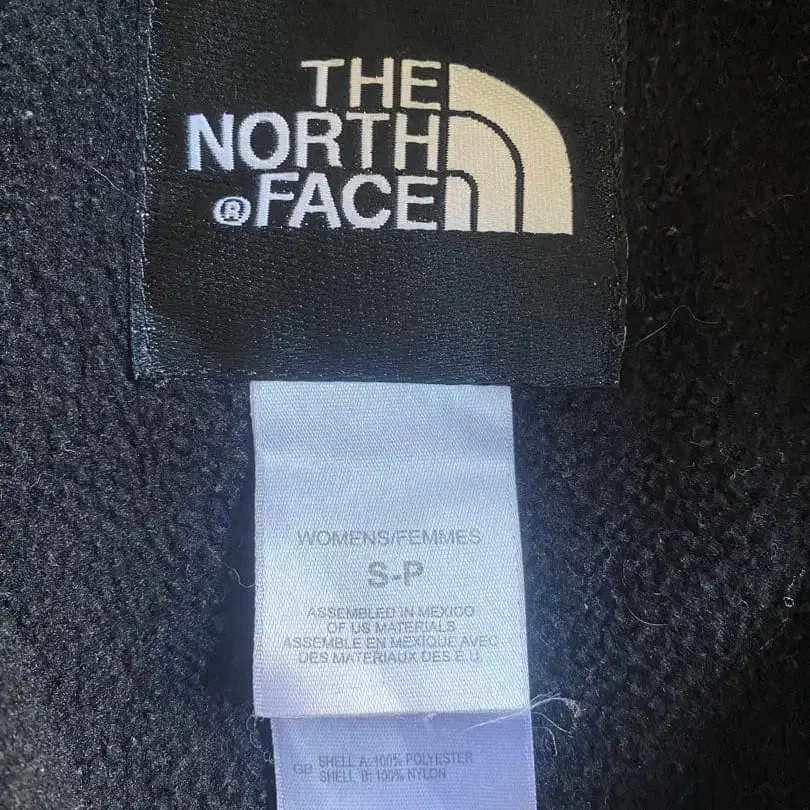 THE
NORTH
®FACE
WOMENS/FEMMES
S-P
ASSEMBLED IN MEXICO
OF US MATERIALS
ASSEMBLE EN MEXIQUE AVEC
DES MATERIAUX DES E.U.
GB SHELL A: 100% POLYESTER
SHELL B: 100% NYLON